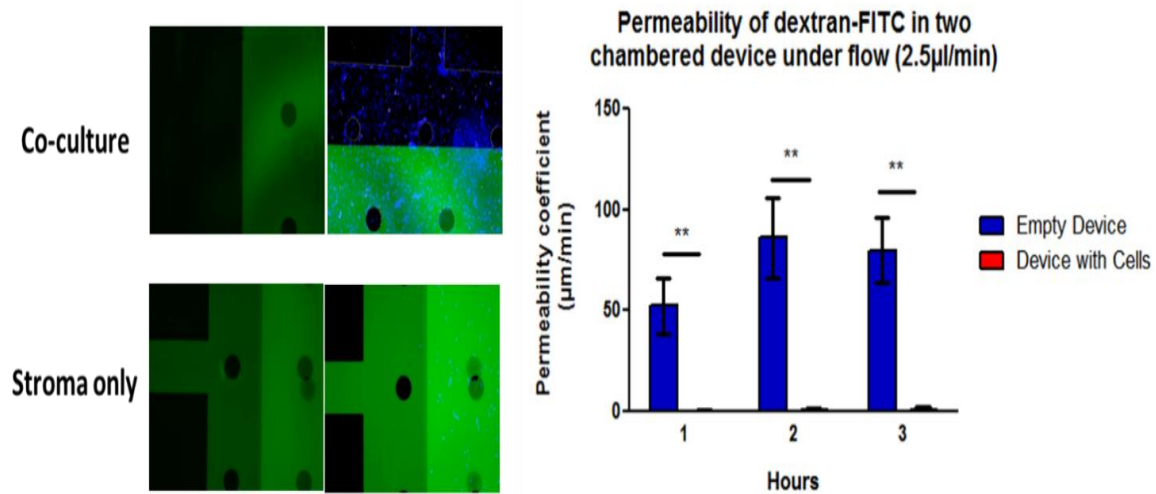 Co-culture
Stroma only
Permeability of dextran-FITC in two
chambered device under flow (2.5µl/min)
Permeability coefficient
(µm/min)
150
100
50
0
**
**
**
1
2
3
Hours
Empty Device
Device with Cells